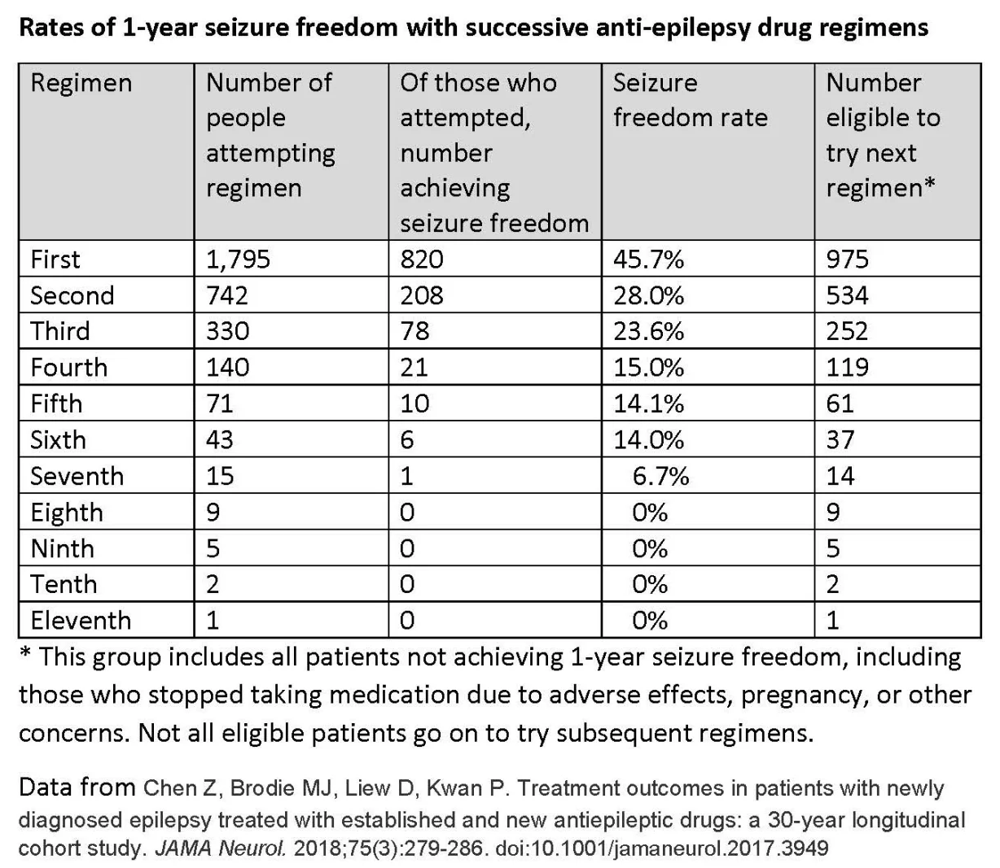 Rates of 1-year seizure freedom with successive anti-epilepsy drug regimens
Regimen Number of people attempting regimen Of those who attempted, number achieving seizure freedom Seizure freedom rate Number eligible to try next regimen*
First 1,795 820 45.7% 975
Second 742 208 28.0% 534
Third 330 78 23.6% 252
Fourth 140 21 15.0% 119
Fifth 71 10 14.1% 61
Sixth 43 6 14.0% 37
Seventh 15 1 6.7% 14
Eighth 9 0 0% 9
Ninth 5 0 0% 5
Tenth 2 0 0% 2
Eleventh 1 0 0% 1
* This group includes all patients not achieving 1-year seizure freedom, including
those who stopped taking medication due to adverse effects, pregnancy, or other
concerns. Not all eligible patients go on to try subsequent regimens.
Data from Chen Z, Brodie MJ, Liew D, Kwan P. Treatment outcomes in patients with newly
diagnosed epilepsy treated with established and new antiepileptic drugs: a 30-year longitudinal
cohort study. JAMA Neurol. 2018;75(3):279-286. doi:10.1001/jamaneurol.2017.3949